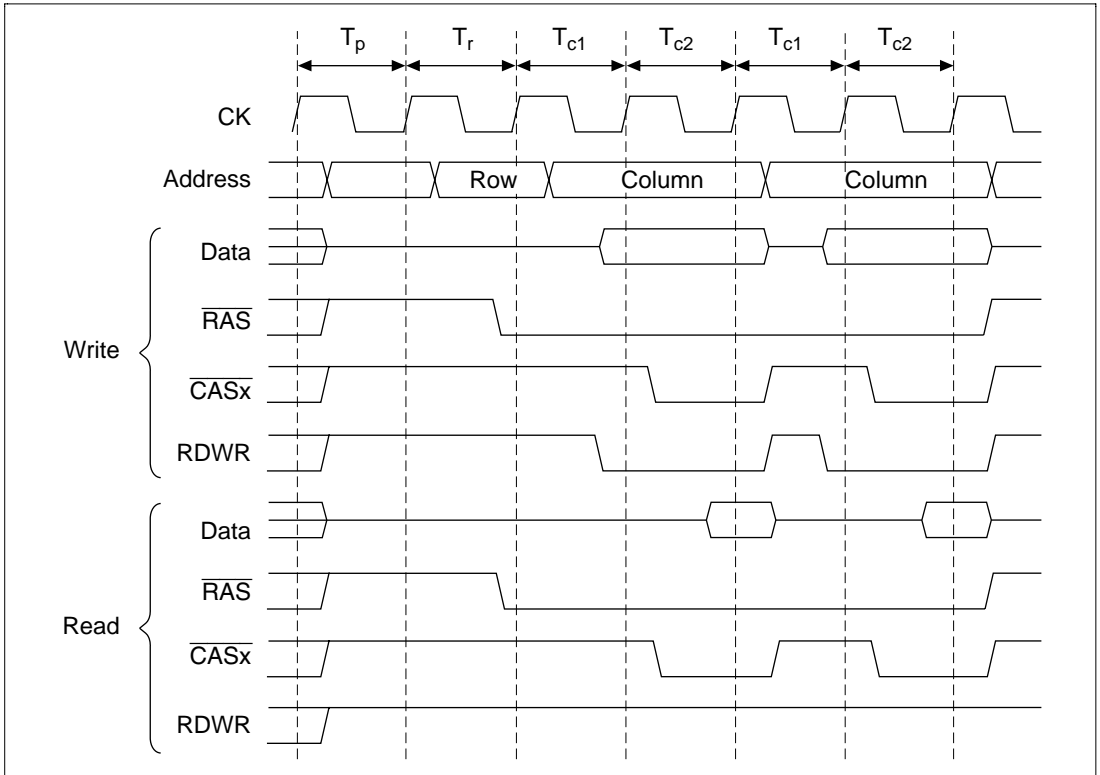 Tp Tr Tc1 Tc2 Tc1 Tc2
CK
Address Row Column Column
Data
RAS
Write
CASx
RDWR
Data
RAS
Read
CASx
RDWR